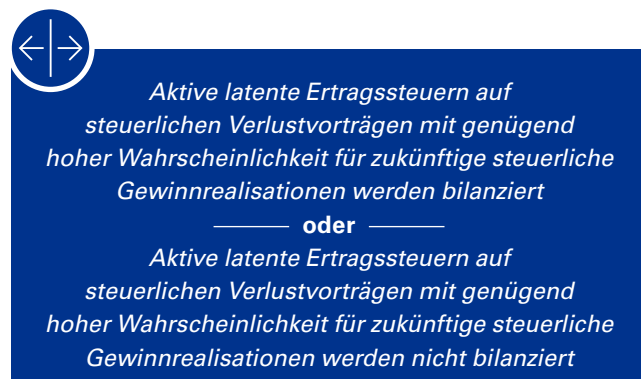 Aktive latente Ertragssteuern auf
steuerlichen Verlustvorträgen mit genügend
hoher Wahrscheinlichkeit für zukünftige steuerliche
Gewinnrealisationen werden bilanziert
oder
Aktive latente Ertragssteuern auf
steuerlichen Verlustvorträgen mit genügend
hoher Wahrscheinlichkeit für zukünftige steuerliche
Gewinnrealisationen werden nicht bilanziert